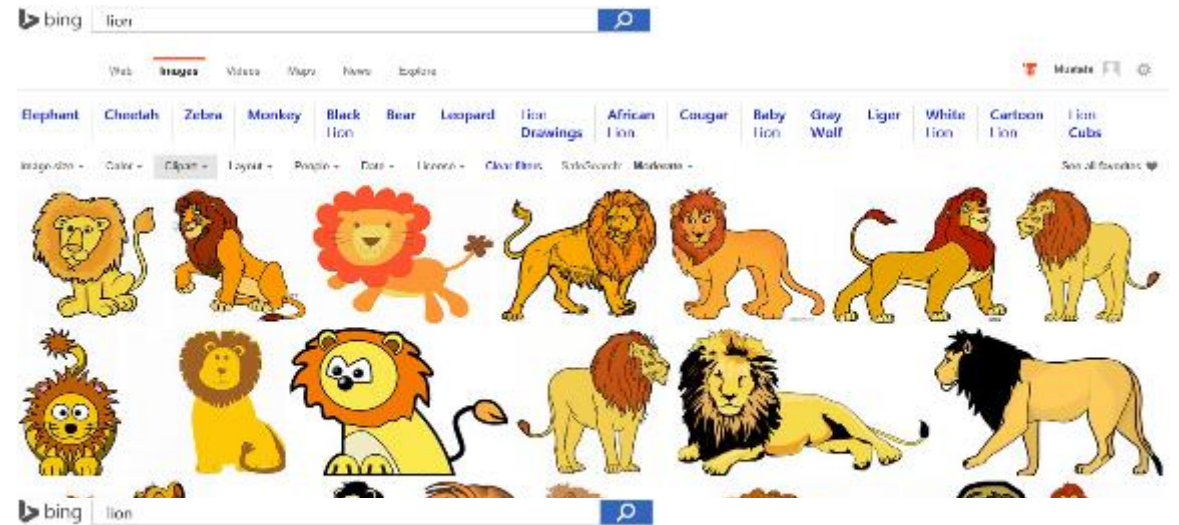 bing lion
Web Images Videos Maps News Explore
Elephant Cheetah Zebra Monkey Black Lion Bear Leopard Lion Drawings African Lion Cougar Baby Lion Gray Wolf Liger White Lion Cartoon Lion Lion Cubs
Image size Color Clipart Layout People Date License Clear filters SafeSearch: Moderate See all favorites
bing lion